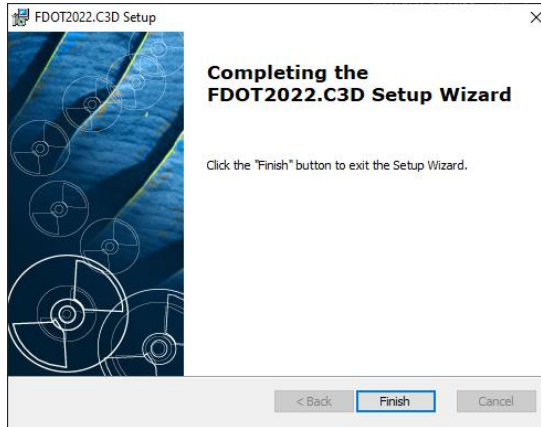 FDOT2022.C3D Setup
Completing the
FDOT2022.C3D Setup Wizard
Click the "Finish" button to exit the Setup Wizard.
< Back
Finish
Cancel